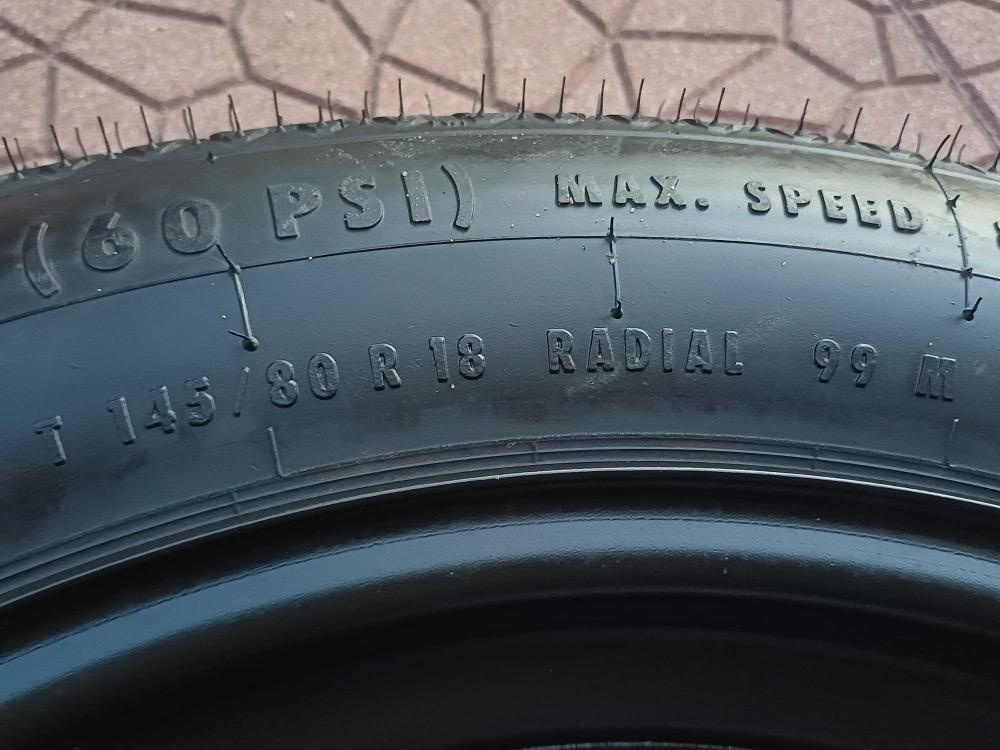 (60 PSI) MAX. SPEED
T 145/80 R 18 RADIAL 99 M